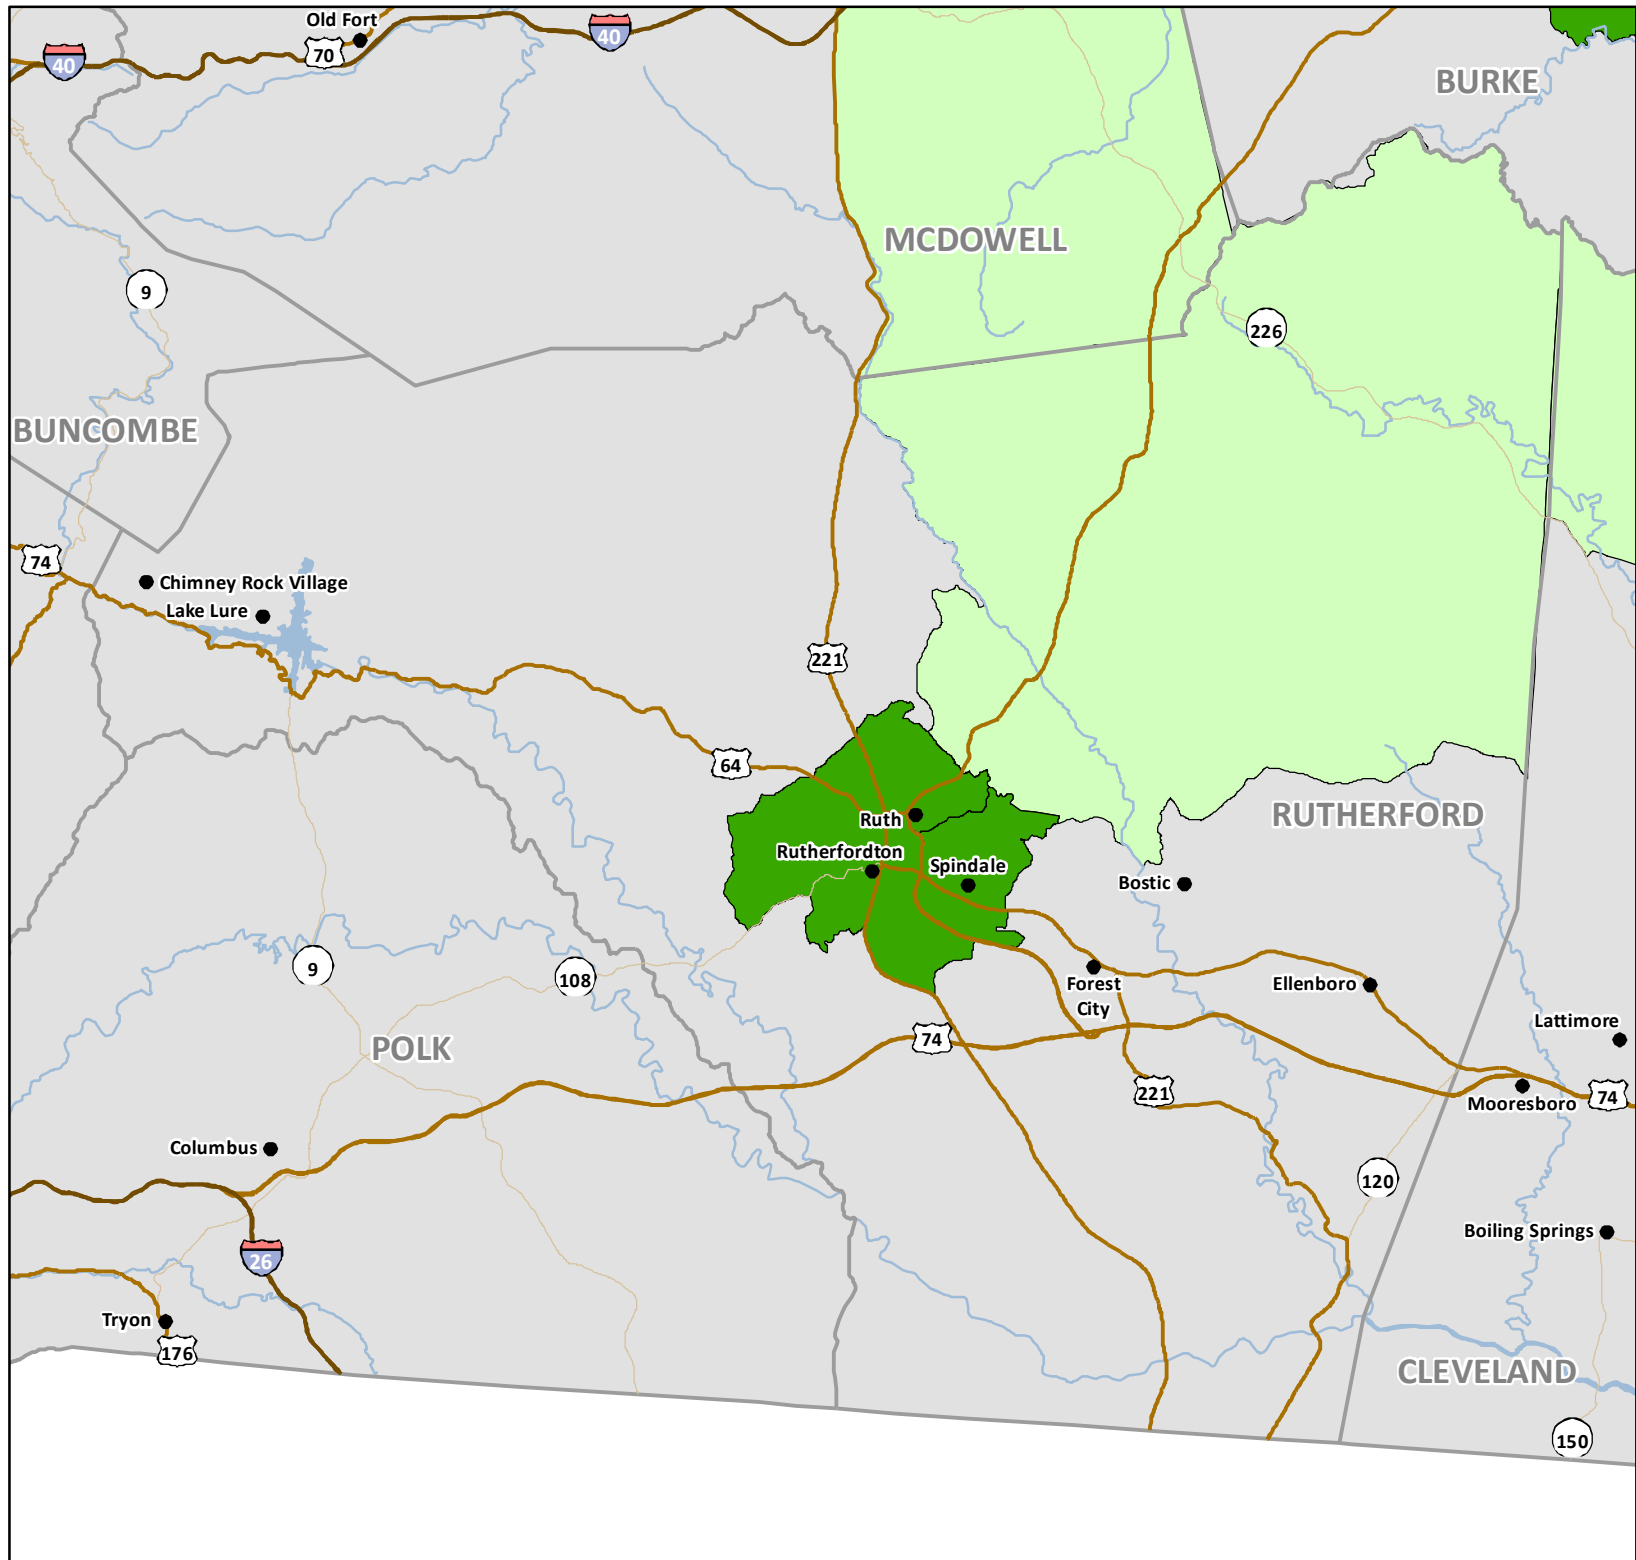 Old Fort
40
70
40
BURKE
MCDOWELL
9
226
BUNCOMBE
74
Chimney Rock Village
Lake Lure
221
64
Ruth
RUTHERFORD
Rutherfordton
Spindale
Bostic
9
108
Forest
City
Ellenboro
Lattimore
74
POLK
221
74
Mooresboro
Columbus
120
Boiling Springs
26
Tryon
176
CLEVELAND
150